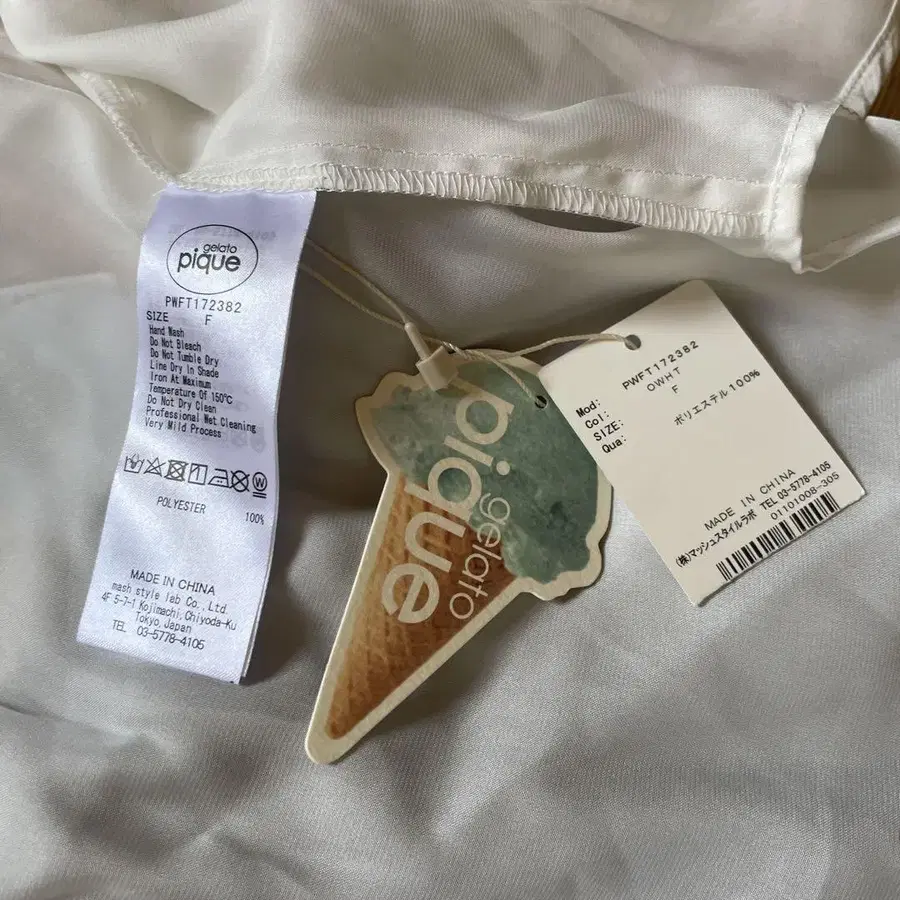 gelato
pique
PWFT172382
SIZE F
Hand Wash
Do Not Bleach
Do Not Tumble Dry
Line Dry In Shade
Iron At Maximum
Temperature Of 150℃
Do Not Dry Clean
Professional Wet Cleaning
Very Mild Process
W
POLYESTER 100%
MADE IN CHINA
mash style lab Co., Ltd.
4F 5-7-1 Kojimachi, Chiyoda-Ku
Tokyo, Japan
TEL 03-5778-4105
gelato
pique
Mod: PWFT172382
Col: OWHT
SIZE: F
Qua: ポリエステル100%
MADE IN CHINA
(株)マッシュスタイルラボ TEL 03-5778-4105
01101008-305